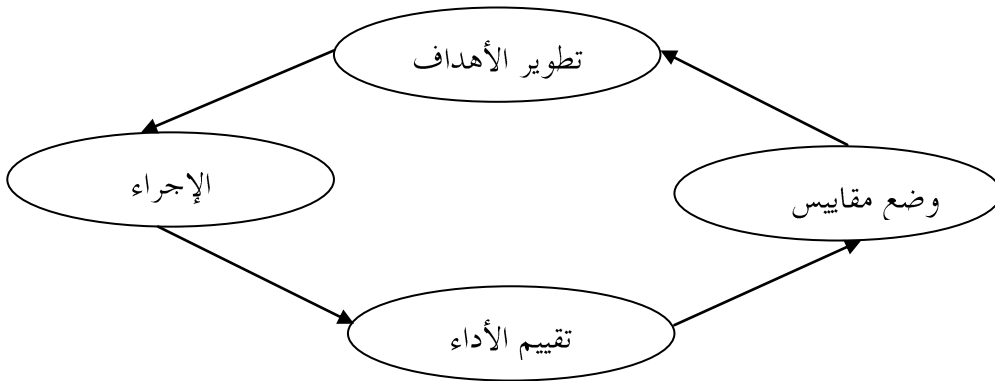 تطوير الأهداف
وضع مقاييس
الإجراء
تقييم الأداء